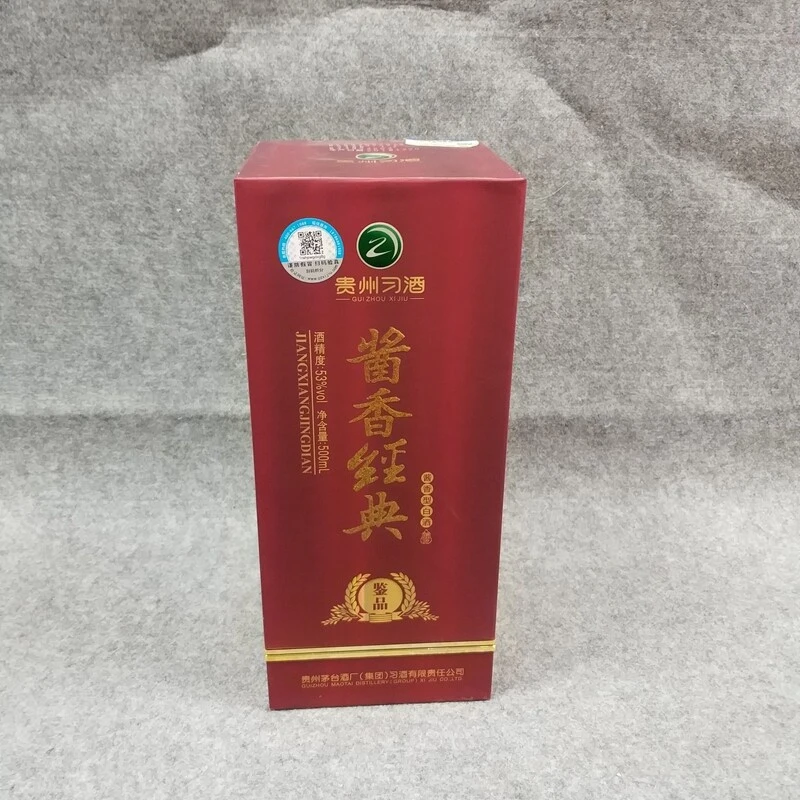 贵州习酒
GUIZHOU XIJIU
酱香经典
酒精度:53%vol 净含量:500mL
JIANGXIANGJINGDIAN
酱香型白酒
鉴品
贵州茅台酒厂(集团)习酒有限责任公司
GUIZHOU MAOTAI DISTILLERY(GROUP) XI JIU CO.,LTD